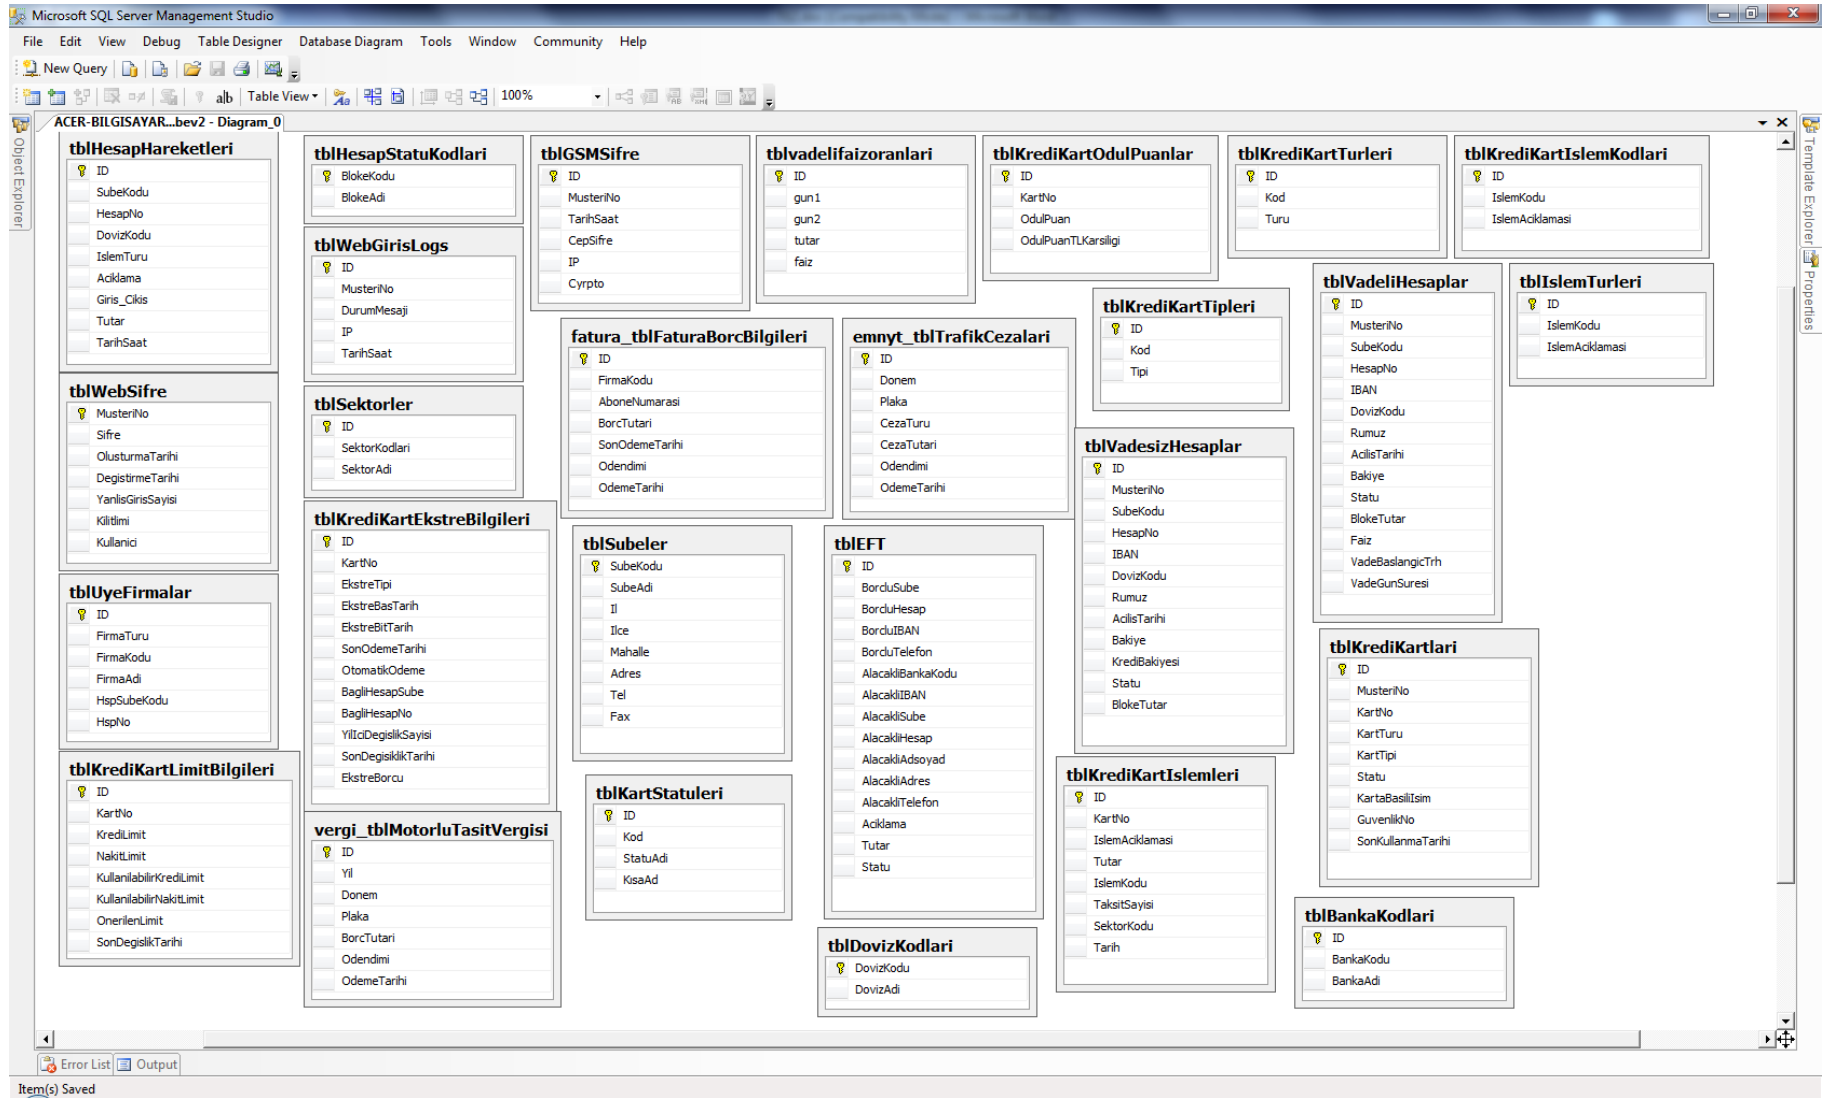 Microsoft SQL Server Management Studio
File Edit View Debug Table Designer Database Diagram Tools Window Community Help
New Query
Table View 100%
ACER-BILGISAYAR...bev2 - Diagram_0
Object Explorer
Template Explorer
Properties
tblHesapHareketleri
ID
SubeKodu
HesapNo
DovizKodu
IslemTuru
Aciklama
Giris_Cikis
Tutar
TarihSaat
tblWebSifre
MusteriNo
Sifre
OlusturmaTarihi
DegistirmeTarihi
YanlisGirisSayisi
Kilitlimi
Kullanici
tblUyeFirmalar
ID
FirmaTuru
FirmaKodu
FirmaAdi
HspSubeKodu
HspNo
tblKrediKartLimitBilgileri
ID
KartNo
KrediLimit
NakitLimit
KullanilabilirKrediLimit
KullanilabilirNakitLimit
OnerilenLimit
SonDegislikTarihi
tblHesapStatuKodlari
BlokeKodu
BlokeAdi
tblWebGirisLogs
ID
MusteriNo
DurumMesaji
IP
TarihSaat
tblSektorler
ID
SektorKodlari
SektorAdi
tblKrediKartEkstreBilgileri
ID
KartNo
EkstreTipi
EkstreBasTarih
EkstreBitTarih
SonOdemeTarihi
OtomatikOdeme
BagliHesapSube
BagliHesapNo
YilIciDegislikSayisi
SonDegisiklikTarihi
EkstreBorcu
vergi_tblMotorluTasitVergisi
ID
Yil
Donem
Plaka
BorcTutari
Odendimi
OdemeTarihi
tblGSMSifre
ID
MusteriNo
TarihSaat
CepSifre
IP
Cyrpto
tblvadelifaizoranlari
ID
gun1
gun2
tutar
faiz
fatura_tblFaturaBorcBilgileri
ID
FirmaKodu
AboneNumarasi
BorcTutari
SonOdemeTarihi
Odendimi
OdemeTarihi
emnyt_tblTrafikCezalari
ID
Donem
Plaka
CezaTuru
CezaTutari
Odendimi
OdemeTarihi
tblSubeler
SubeKodu
SubeAdi
Il
Ilce
Mahalle
Adres
Tel
Fax
tblKartStatuleri
ID
Kod
StatuAdi
KısaAd
tblEFT
ID
BorcluSube
BorcluHesap
BorcluIBAN
BorcluTelefon
AlacakliBankaKodu
AlacakliIBAN
AlacakliSube
AlacakliHesap
AlacakliAdsoyad
AlacakliAdres
AlacakliTelefon
Aciklama
Tutar
Statu
tblDovizKodlari
DovizKodu
DovizAdi
tblKrediKartOdulPuanlar
ID
KartNo
OdulPuan
OdulPuanTLKarsiligi
tblKrediKartTurleri
ID
Kod
Turu
tblKrediKartIslemKodlari
ID
IslemKodu
IslemAciklamasi
tblKrediKartTipleri
ID
Kod
Tipi
tblVadesizHesaplar
ID
MusteriNo
SubeKodu
HesapNo
IBAN
DovizKodu
Rumuz
AcilisTarihi
Bakiye
KrediBakiyesi
Statu
BlokeTutar
tblKrediKartIslemleri
ID
KartNo
IslemAciklamasi
Tutar
IslemKodu
TaksitSayisi
SektorKodu
Tarih
tblVadeliHesaplar
ID
MusteriNo
SubeKodu
HesapNo
IBAN
DovizKodu
Rumuz
AcilisTarihi
Bakiye
Statu
BlokeTutar
Faiz
VadeBaslangicTrh
VadeGunSuresi
tblIslemTurleri
ID
IslemKodu
IslemAciklamasi
tblKrediKartlari
ID
MusteriNo
KartNo
KartTuru
KartTipi
Statu
KartaBasiliIsim
GuvenlikNo
SonKullanmaTarihi
tblBankaKodlari
ID
BankaKodu
BankaAdi
Error List Output
Item(s) Saved